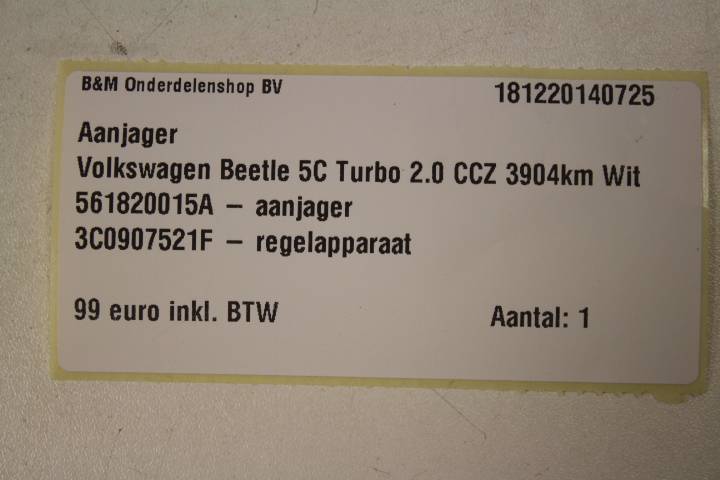 B&M Onderdelenshop BV
181220140725
Aanjager
Volkswagen Beetle 5C Turbo 2.0 CCZ 3904km Wit
561820015A – aanjager
3C0907521F – regelapparaat
99 euro inkl. BTW
Aantal: 1